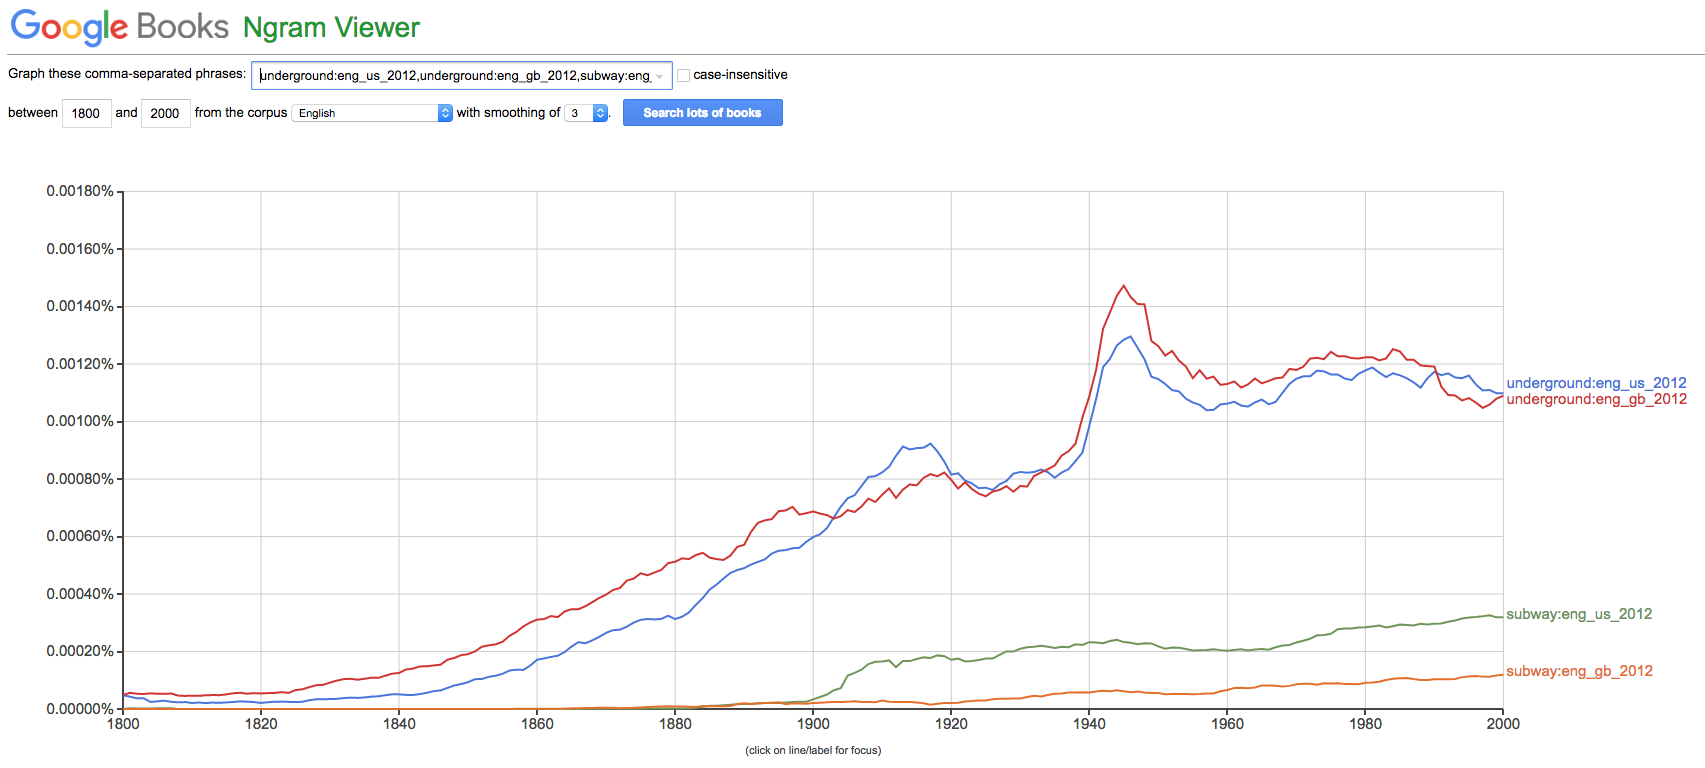 Google Books Ngram Viewer
Graph these comma-separated phrases: underground:eng_us_2012,underground:eng_gb_2012,subway:eng_ case-insensitive
between 1800 and 2000 from the corpus English with smoothing of 3 . Search lots of books
0.00180%
0.00160%
0.00140%
0.00120%
0.00100%
0.00080%
0.00060%
0.00040%
0.00020%
0.00000%
underground:eng_us_2012
underground:eng_gb_2012
subway:eng_us_2012
subway:eng_gb_2012
1800 1820 1840 1860 1880 1900 1920 1940 1960 1980 2000
(click on line/label for focus)